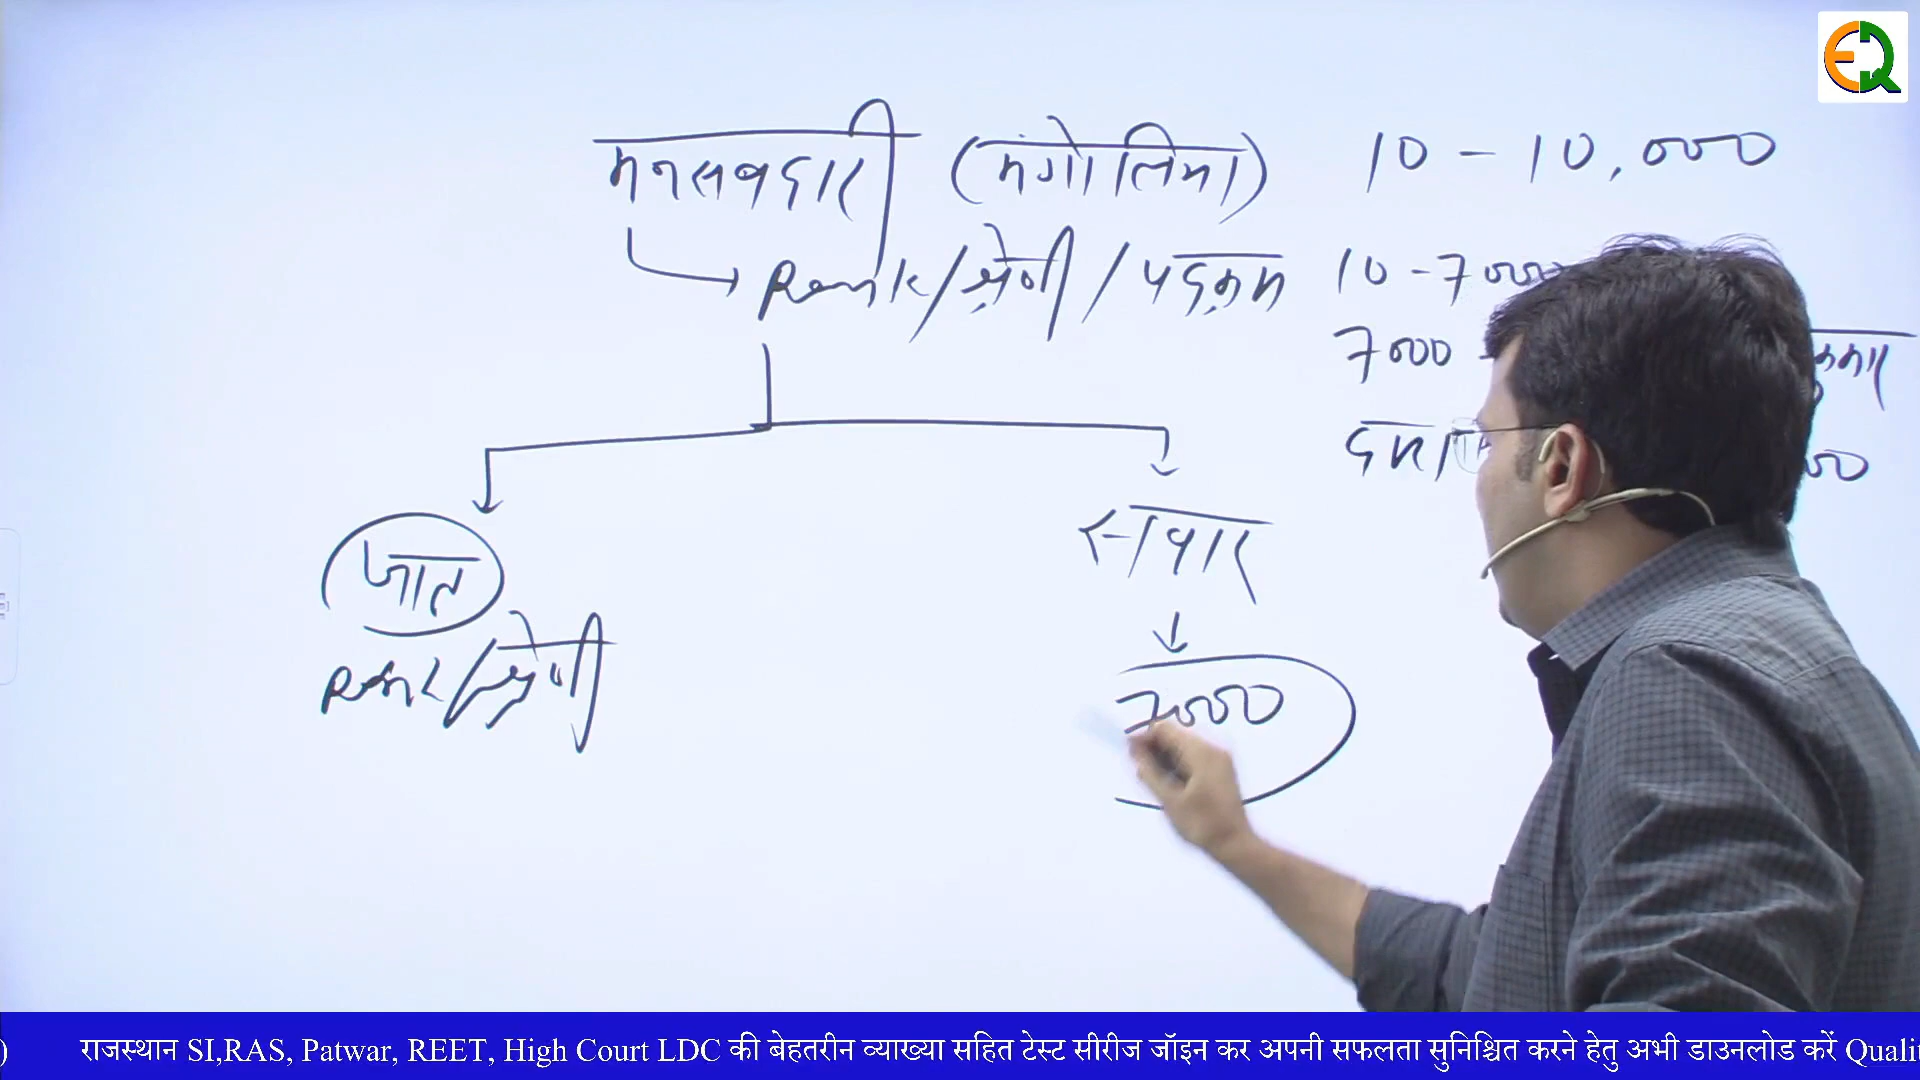 मनसबदारी (मंगोलिया) 10 - 10,000
Rank/श्रेणी/पदक्रम 10 - 7000
7000 -
जात
Rank/श्रेणी
सवार
7000
EQ
) राजस्थान SI,RAS, Patwar, REET, High Court LDC की बेहतरीन व्याख्या सहित टेस्ट सीरीज जॉइन कर अपनी सफलता सुनिश्चित करने हेतु अभी डाउनलोड करें